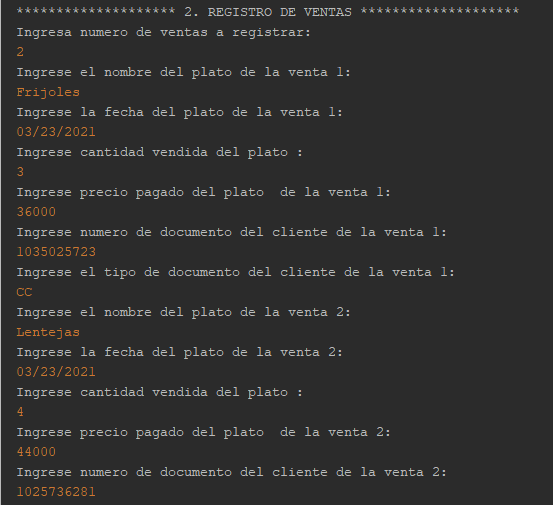 ******************** 2. REGISTRO DE VENTAS ********************
Ingresa numero de ventas a registrar:
2
Ingrese el nombre del plato de la venta 1:
Frijoles
Ingrese la fecha del plato de la venta 1:
03/23/2021
Ingrese cantidad vendida del plato :
3
Ingrese precio pagado del plato  de la venta 1:
36000
Ingrese numero de documento del cliente de la venta 1:
1035025723
Ingrese el tipo de documento del cliente de la venta 1:
CC
Ingrese el nombre del plato de la venta 2:
Lentejas
Ingrese la fecha del plato de la venta 2:
03/23/2021
Ingrese cantidad vendida del plato :
4
Ingrese precio pagado del plato  de la venta 2:
44000
Ingrese numero de documento del cliente de la venta 2:
1025736281